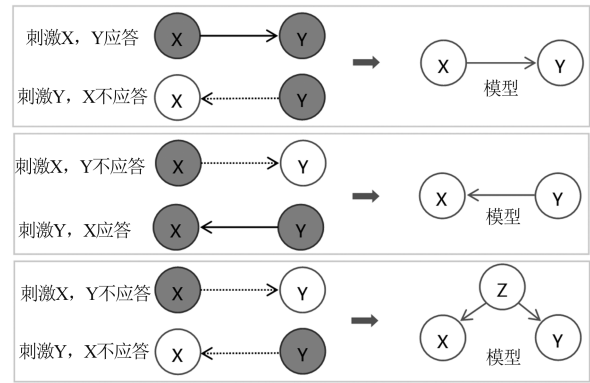 刺激X，Y应答
X Y
刺激Y，X不应答
X Y
X Y
模型
刺激X，Y不应答
X Y
刺激Y，X应答
X Y
X Y
模型
刺激X，Y不应答
X Y
刺激Y，X不应答
X Y
Z
X Y
模型